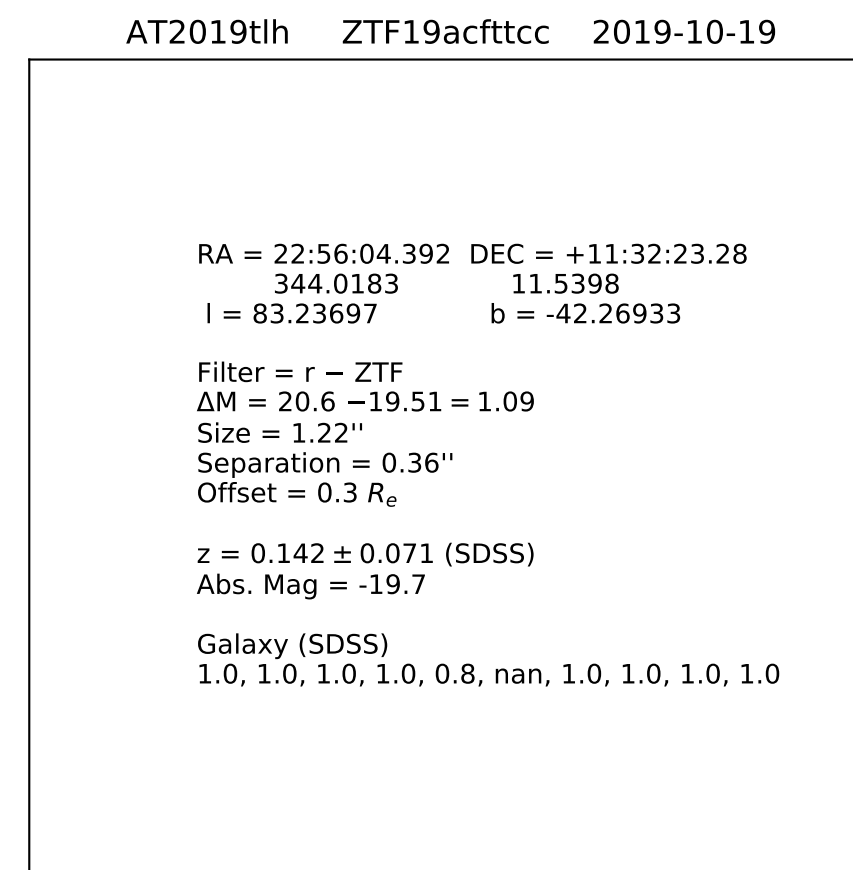 AT2019tlh ZTF19acfttcc 2019-10-19
RA = 22:56:04.392 DEC = +11:32:23.28
344.0183 11.5398
l = 83.23697 b = -42.26933
Filter = r − ZTF
ΔM = 20.6 −19.51 = 1.09
Size = 1.22''
Separation = 0.36''
Offset = 0.3 Rₑ
z = 0.142 ± 0.071 (SDSS)
Abs. Mag = -19.7
Galaxy (SDSS)
1.0, 1.0, 1.0, 1.0, 0.8, nan, 1.0, 1.0, 1.0, 1.0